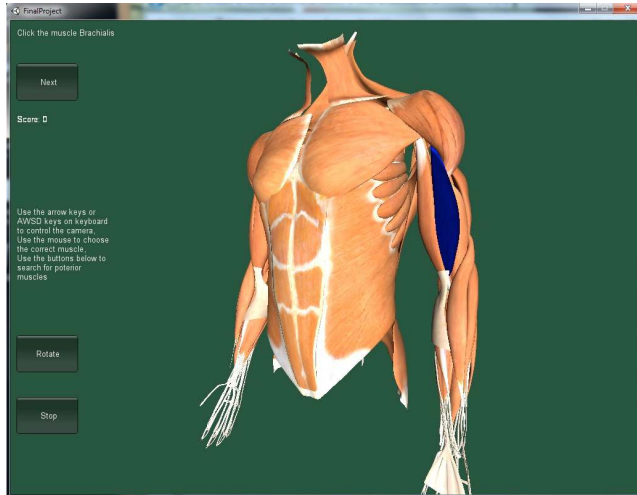 FinalProject
Click the muscle Brachialis
Next
Score: 0
Use the arrow keys or
AWSD keys on keyboard
to control the camera,
Use the mouse to choose
the correct muscle,
Use the buttons below to
search for poterior
muscles
Rotate
Stop